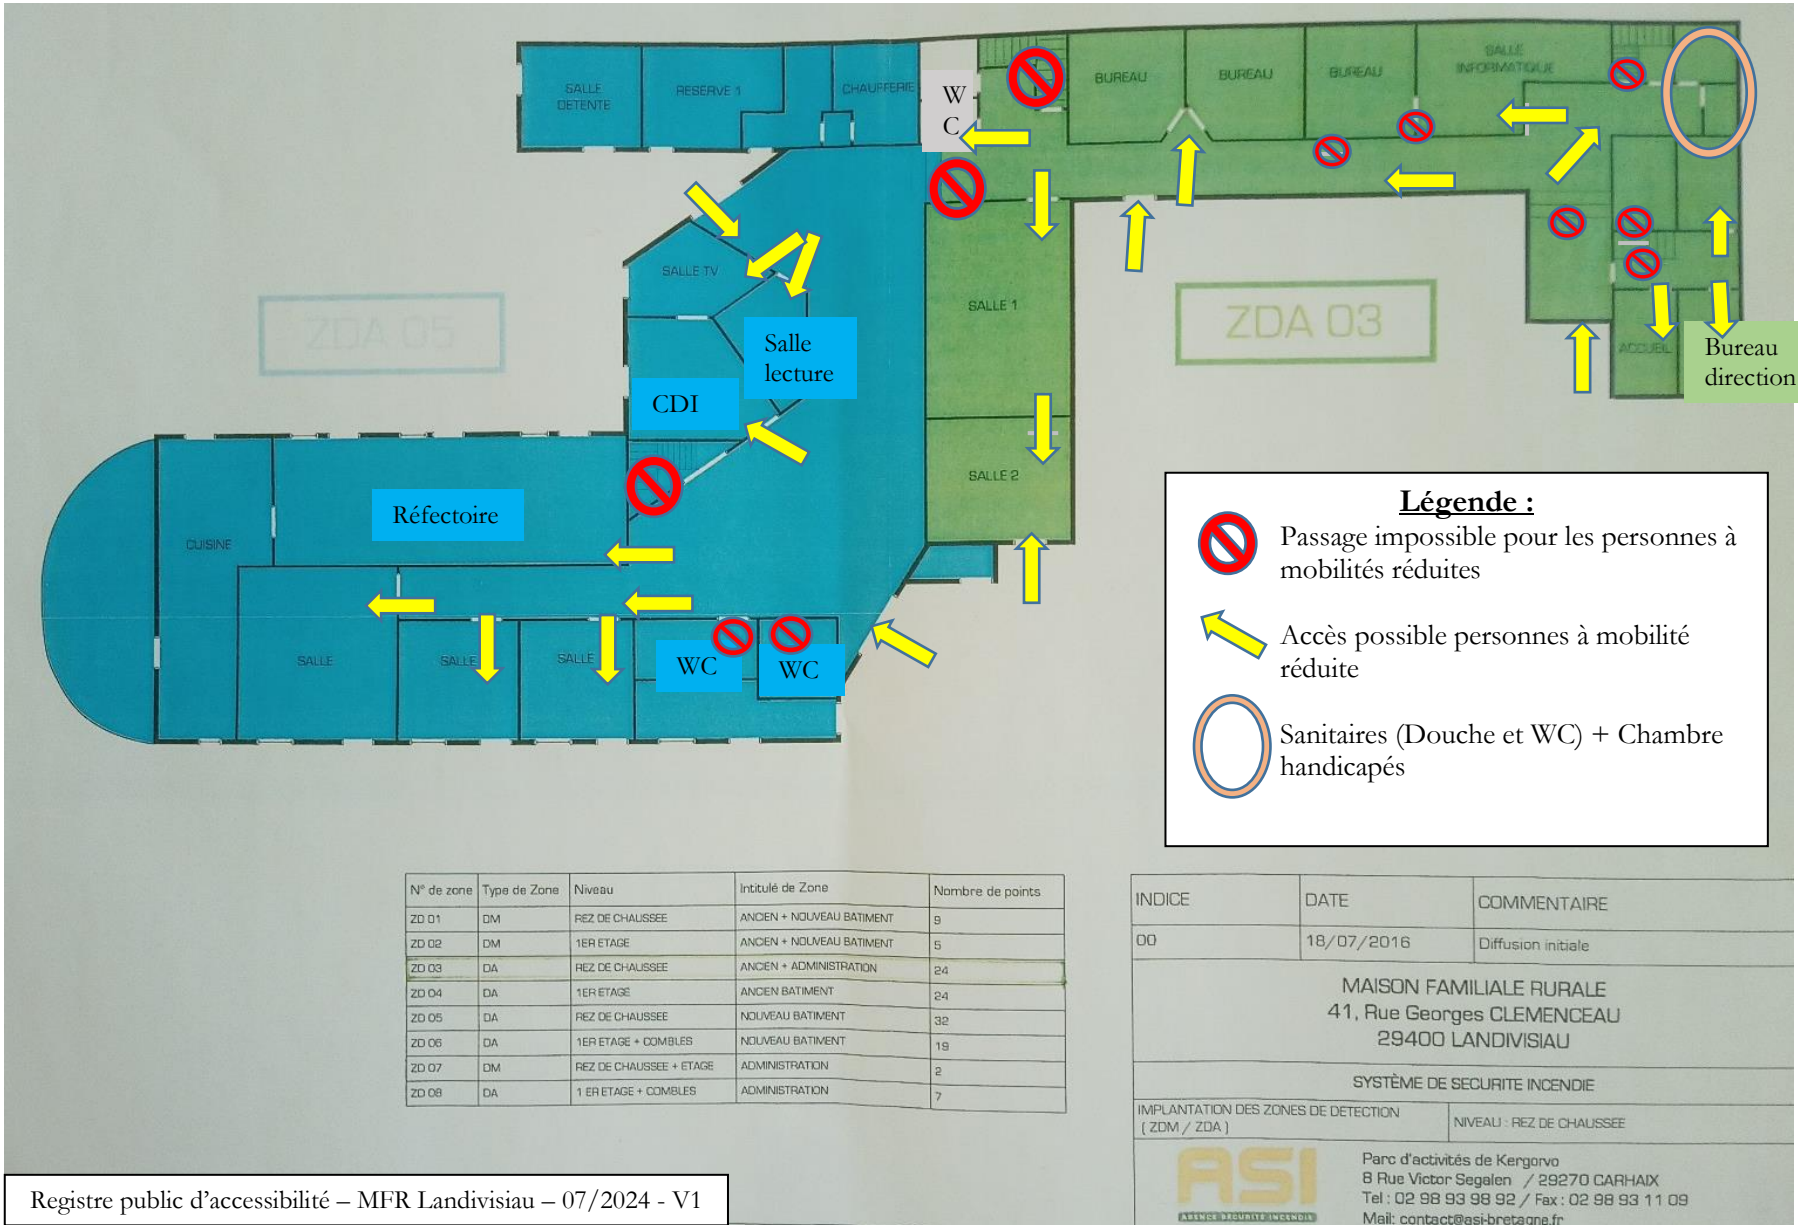 SALLE
DETENTE
RESERVE 1
CHAUFFERIE
W
C
BUREAU
BUREAU
BUREAU
SALLE
INFORMATIQUE
SALLE TV
ZDA 05
Salle
lecture
CDI
SALLE 1
ZDA 03
ACCUEIL
Bureau
direction
SALLE 2
Réfectoire
CUISINE
SALLE
SALLE
SALLE
WC
WC
Légende :
Passage impossible pour les personnes à
mobilités réduites
Accès possible personnes à mobilité
réduite
Sanitaires (Douche et WC) + Chambre
handicapés
N° de zone Type de Zone Niveau Intitulé de Zone Nombre de points
ZD 01 DM REZ DE CHAUSSEE ANCIEN + NOUVEAU BATIMENT 9
ZD 02 DM 1ER ETAGE ANCIEN + NOUVEAU BATIMENT 5
ZD 03 DA REZ DE CHAUSSEE ANCIEN + ADMINISTRATION 24
ZD 04 DA 1ER ETAGE ANCIEN BATIMENT 24
ZD 05 DA REZ DE CHAUSSEE NOUVEAU BATIMENT 32
ZD 06 DA 1ER ETAGE + COMBLES NOUVEAU BATIMENT 19
ZD 07 DM REZ DE CHAUSSEE + ETAGE ADMINISTRATION 2
ZD 08 DA 1 ER ETAGE + COMBLES ADMINISTRATION 7
INDICE DATE COMMENTAIRE
00 18/07/2016 Diffusion initiale
MAISON FAMILIALE RURALE
41, Rue Georges CLEMENCEAU
29400 LANDIVISIAU
SYSTÈME DE SECURITE INCENDIE
IMPLANTATION DES ZONES DE DETECTION
( ZDM / ZDA )
NIVEAU : REZ DE CHAUSSEE
ASI
AGENCE SECURITE INCENDIE
Parc d'activités de Kergorvo
8 Rue Victor Segalen / 29270 CARHAIX
Tel : 02 98 93 98 92 / Fax : 02 98 93 11 09
Mail: contact@asi-bretagne.fr
Registre public d'accessibilité – MFR Landivisiau – 07/2024 - V1